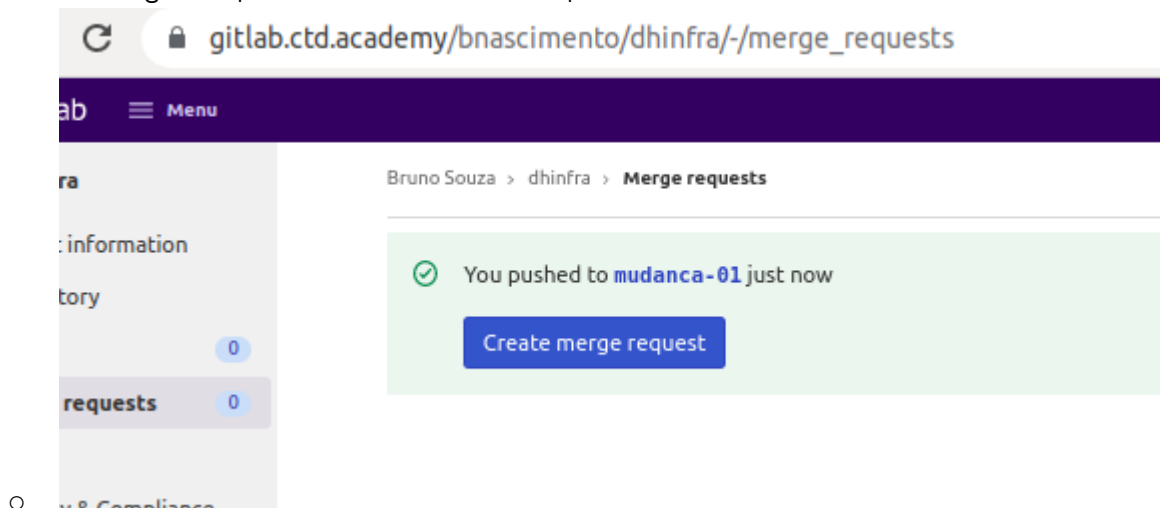 gitlab.ctd.academy/bnascimento/dhinfra/-/merge_requests
ab Menu
ra
Bruno Souza > dhinfra > Merge requests
t information
You pushed to mudanca-01 just now
tory
Create merge request
0
requests 0
& Compliance